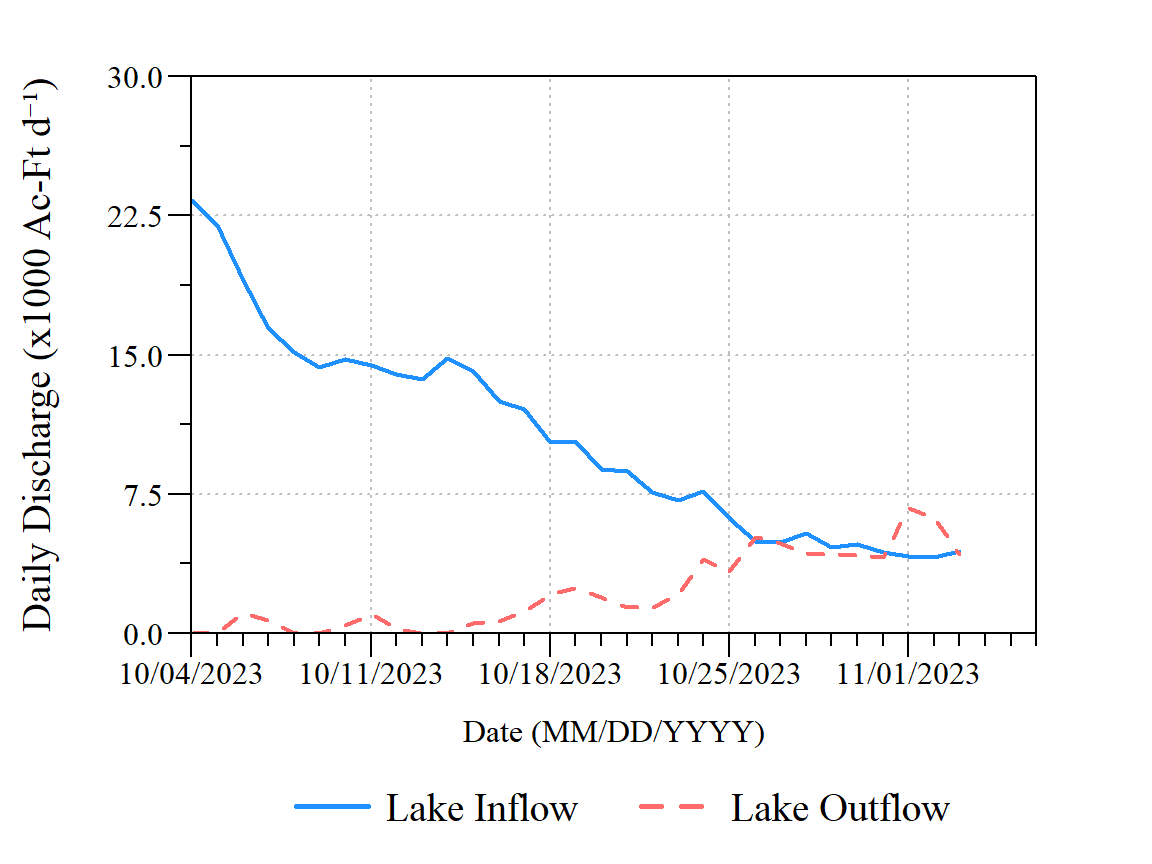 Daily Discharge (x1000 Ac-Ft d⁻¹)
30.0
22.5
15.0
7.5
0.0
10/04/2023 10/11/2023 10/18/2023 10/25/2023 11/01/2023
Date (MM/DD/YYYY)
Lake Inflow Lake Outflow